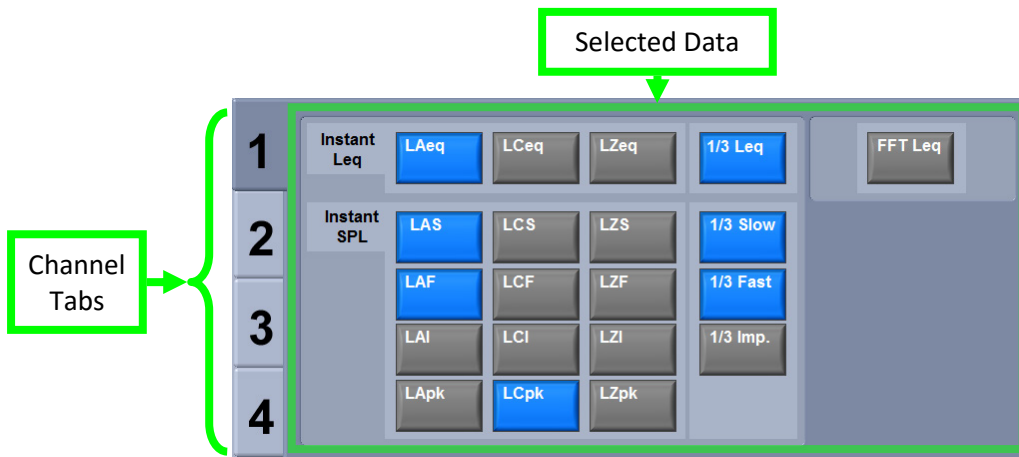 Selected Data
Channel
Tabs
1
2
3
4
Instant
Leq
LAeq LCeq LZeq 1/3 Leq FFT Leq
Instant
SPL
LAS LCS LZS 1/3 Slow
LAF LCF LZF 1/3 Fast
LAI LCI LZI 1/3 Imp.
LApk LCpk LZpk